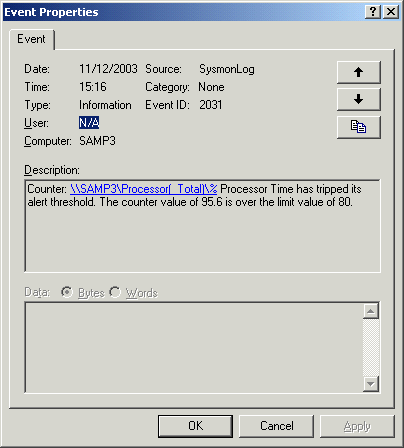 Event Properties
Event
Date: 11/12/2003 Source: SysmonLog
Time: 15:16 Category: None
Type: Information Event ID: 2031
User: N/A
Computer: SAMP3
Description:
Counter: \\SAMP3\Processor(_Total)\% Processor Time has tripped its
alert threshold. The counter value of 95.6 is over the limit value of 80.
Data: Bytes Words
OK Cancel Apply